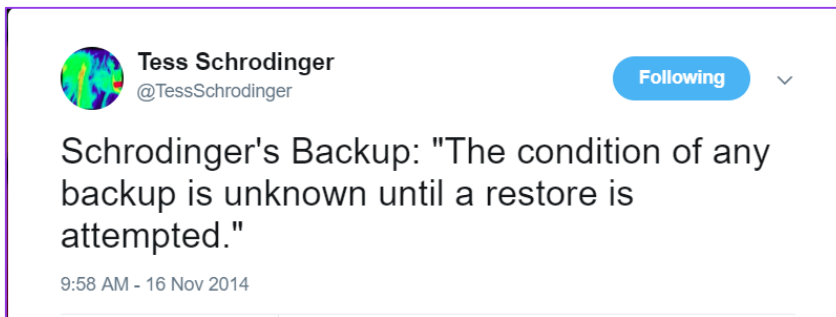 Tess Schrodinger
@TessSchrodinger
Following
Schrodinger's Backup: "The condition of any
backup is unknown until a restore is
attempted."
9:58 AM - 16 Nov 2014